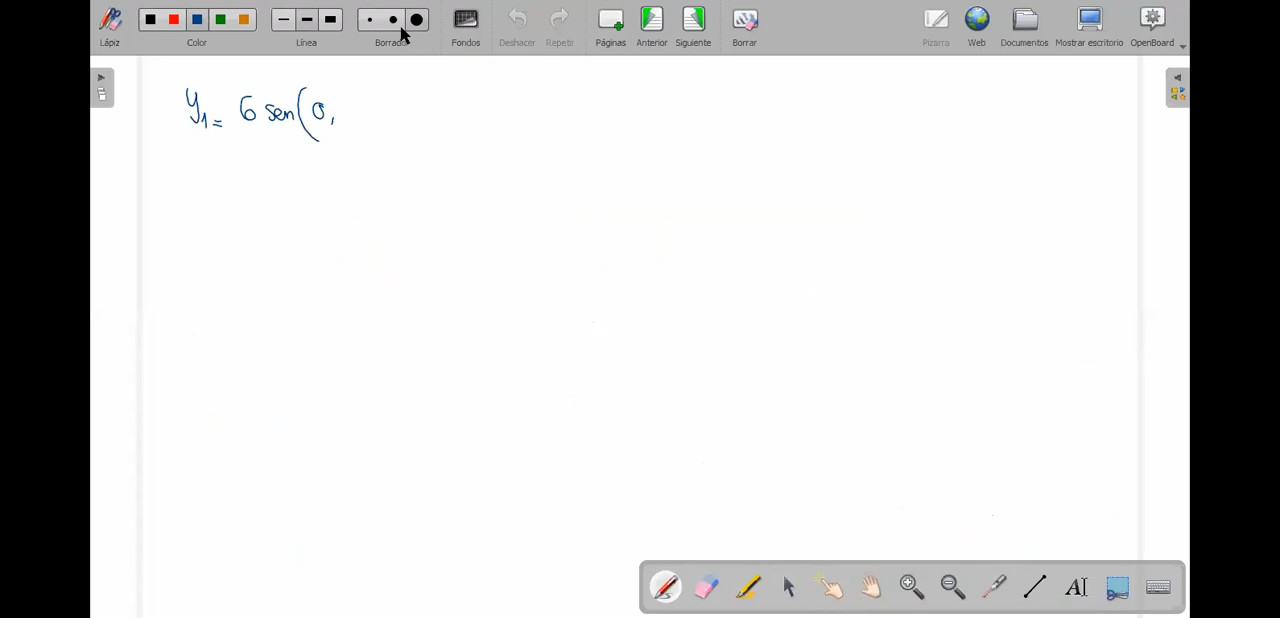 Lápiz Color Línea Borrador Fondos Deshacer Repetir Páginas Anterior Siguiente Borrar Pizarra Web Documentos Mostrar escritorio OpenBoard
y₁ = 6 sen(0,